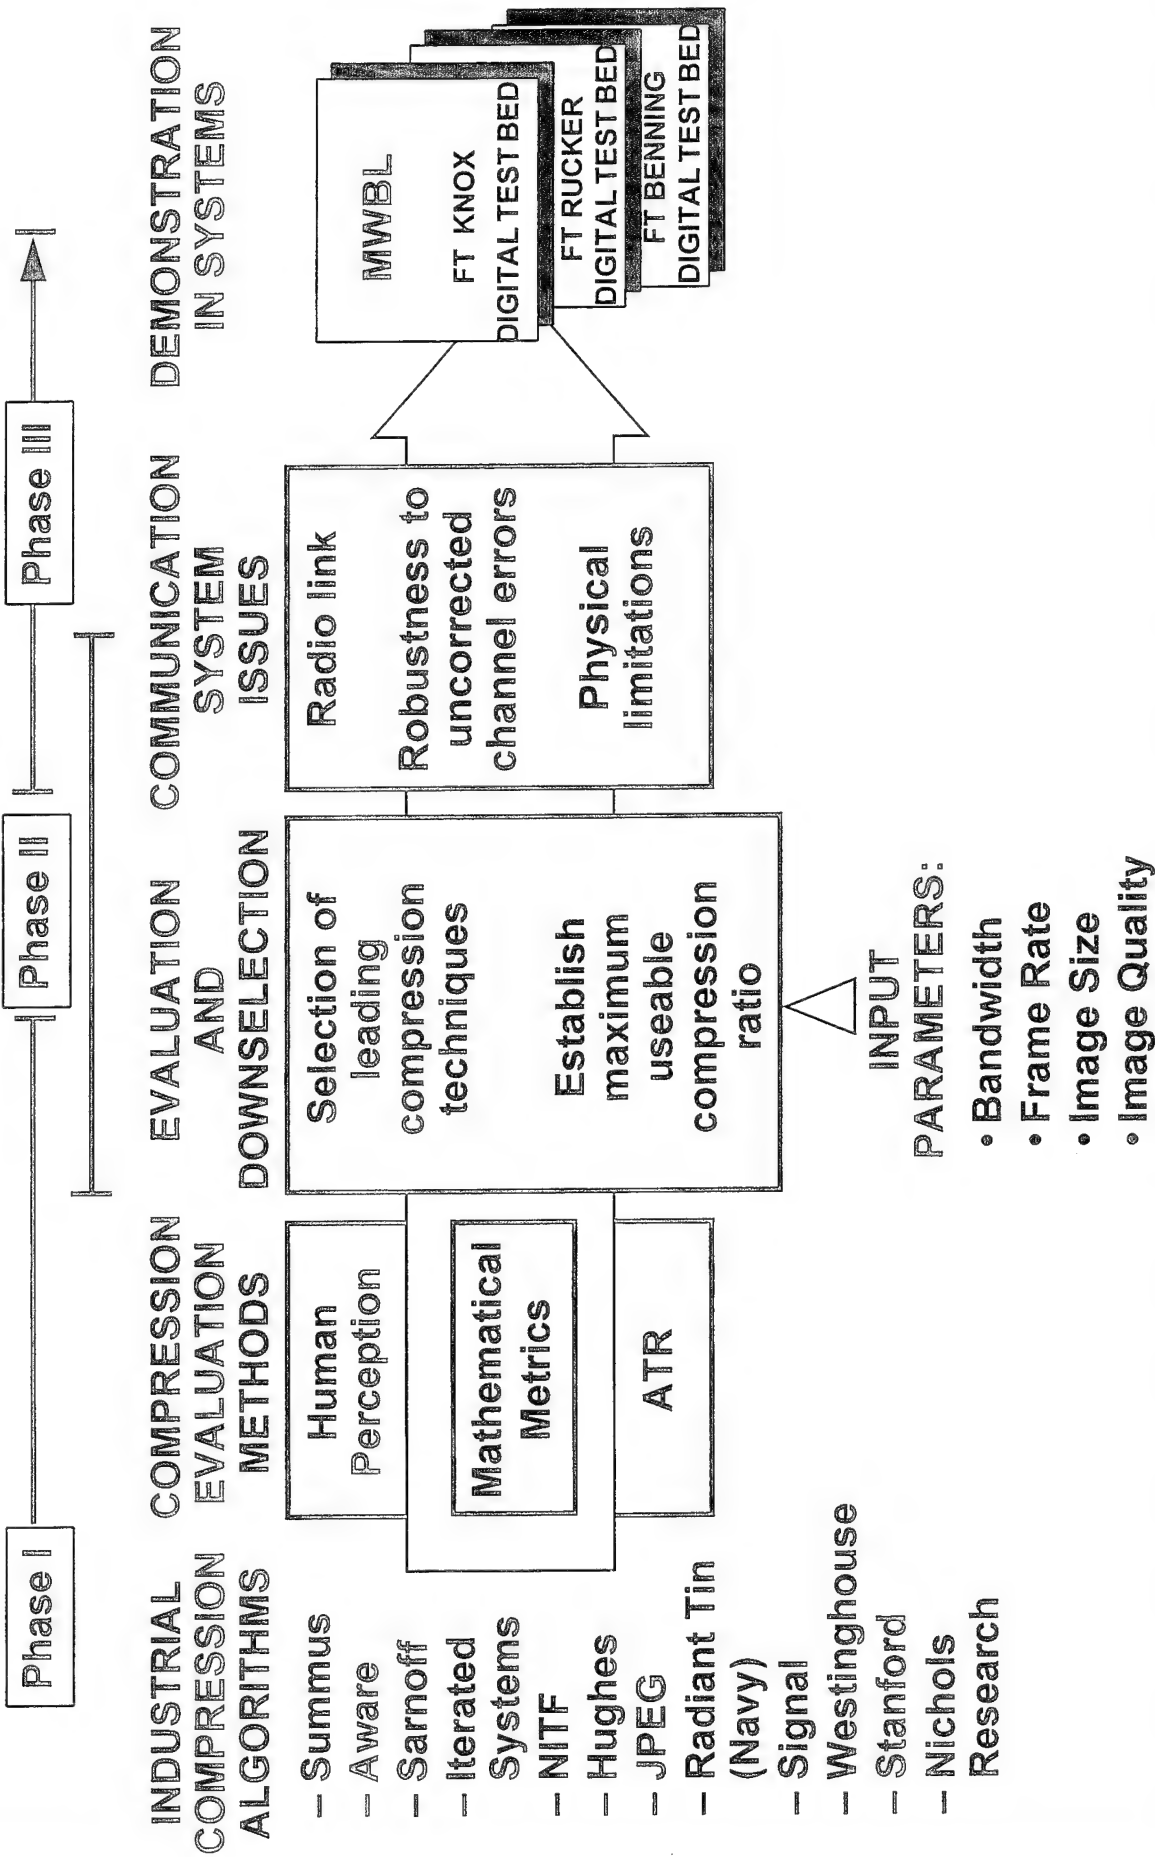 Phase I
Phase II
Phase III
INDUSTRIAL
COMPRESSION
ALGORITHMS
– Summus
– Aware
– Sarnoff
– Iterated
Systems
– NITF
– Hughes
– JPEG
– Radiant Tin
(Navy)
– Signal
– Westinghouse
– Stanford
– Nichols
Research
COMPRESSION
EVALUATION
METHODS
Human
Perception
Mathematical
Metrics
ATR
EVALUATION
AND
DOWNSELECTION
Selection of
leading
compression
techniques
Establish
maximum
useable
compression
ratio
INPUT
PARAMETERS:
• Bandwidth
• Frame Rate
• Image Size
• Image Quality
COMMUNICATION
SYSTEM
ISSUES
Radio link
Robustness to
uncorrected
channel errors
Physical
limitations
DEMONSTRATION
IN SYSTEMS
MWBL
FT KNOX
DIGITAL TEST BED
FT RUCKER
DIGITAL TEST BED
FT BENNING
DIGITAL TEST BED